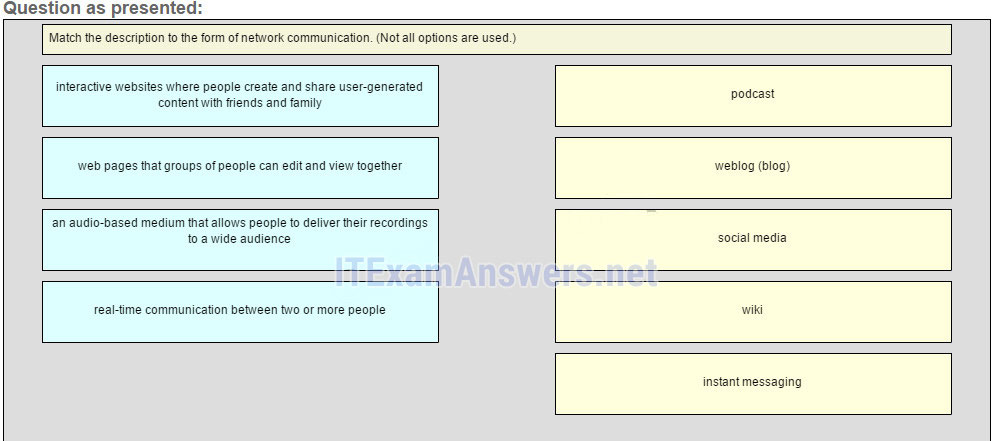 Question as presented:
Match the description to the form of network communication. (Not all options are used.)
interactive websites where people create and share user-generated
content with friends and family
podcast
web pages that groups of people can edit and view together
weblog (blog)
an audio-based medium that allows people to deliver their recordings
to a wide audience
social media
ITExamAnswers.net
real-time communication between two or more people
wiki
instant messaging